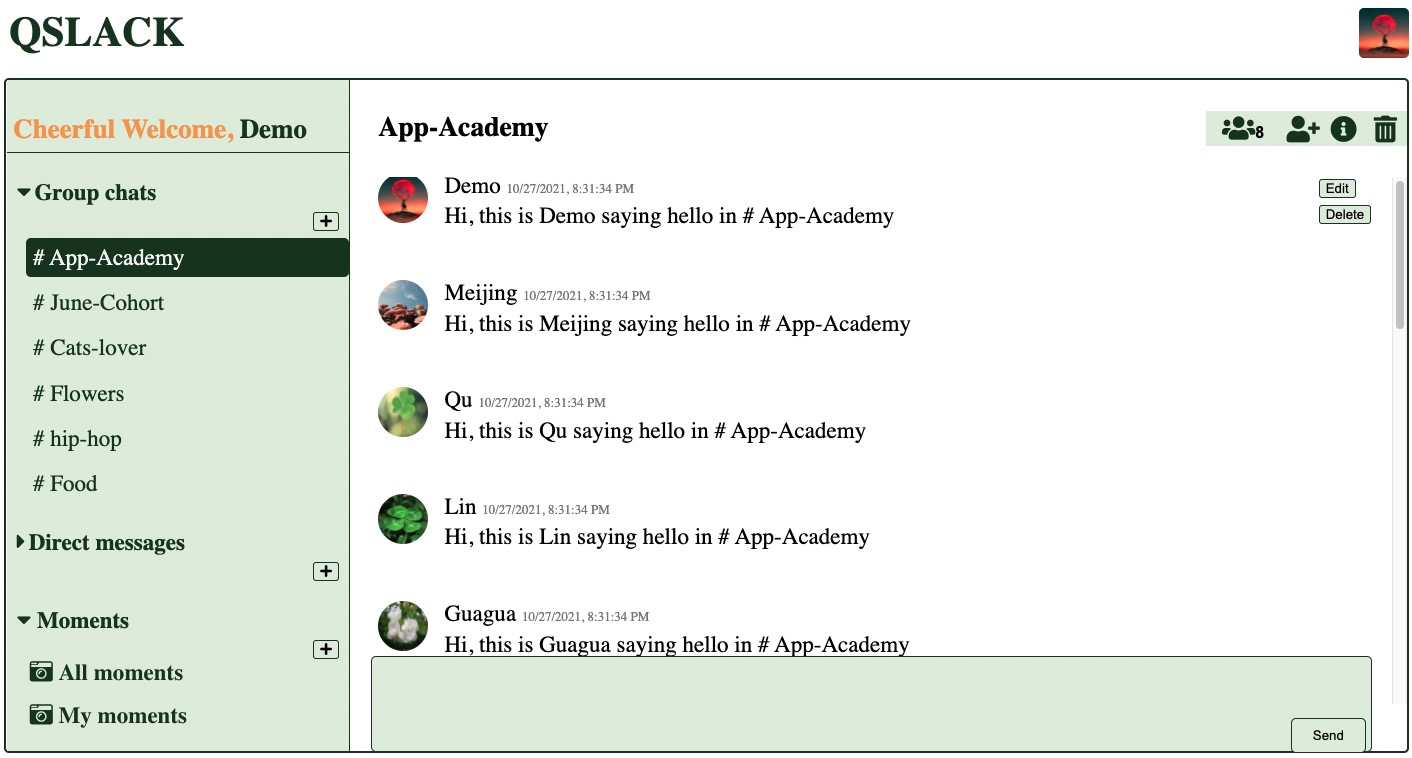 QSLACK
Cheerful Welcome, Demo
Group chats
# App-Academy
# June-Cohort
# Cats-lover
# Flowers
# hip-hop
# Food
Direct messages
Moments
All moments
My moments
App-Academy
8
Demo 10/27/2021, 8:31:34 PM
Edit
Hi, this is Demo saying hello in # App-Academy
Delete
Meijing 10/27/2021, 8:31:34 PM
Hi, this is Meijing saying hello in # App-Academy
Qu 10/27/2021, 8:31:34 PM
Hi, this is Qu saying hello in # App-Academy
Lin 10/27/2021, 8:31:34 PM
Hi, this is Lin saying hello in # App-Academy
Guagua 10/27/2021, 8:31:34 PM
Hi, this is Guagua saying hello in # App-Academy
Send